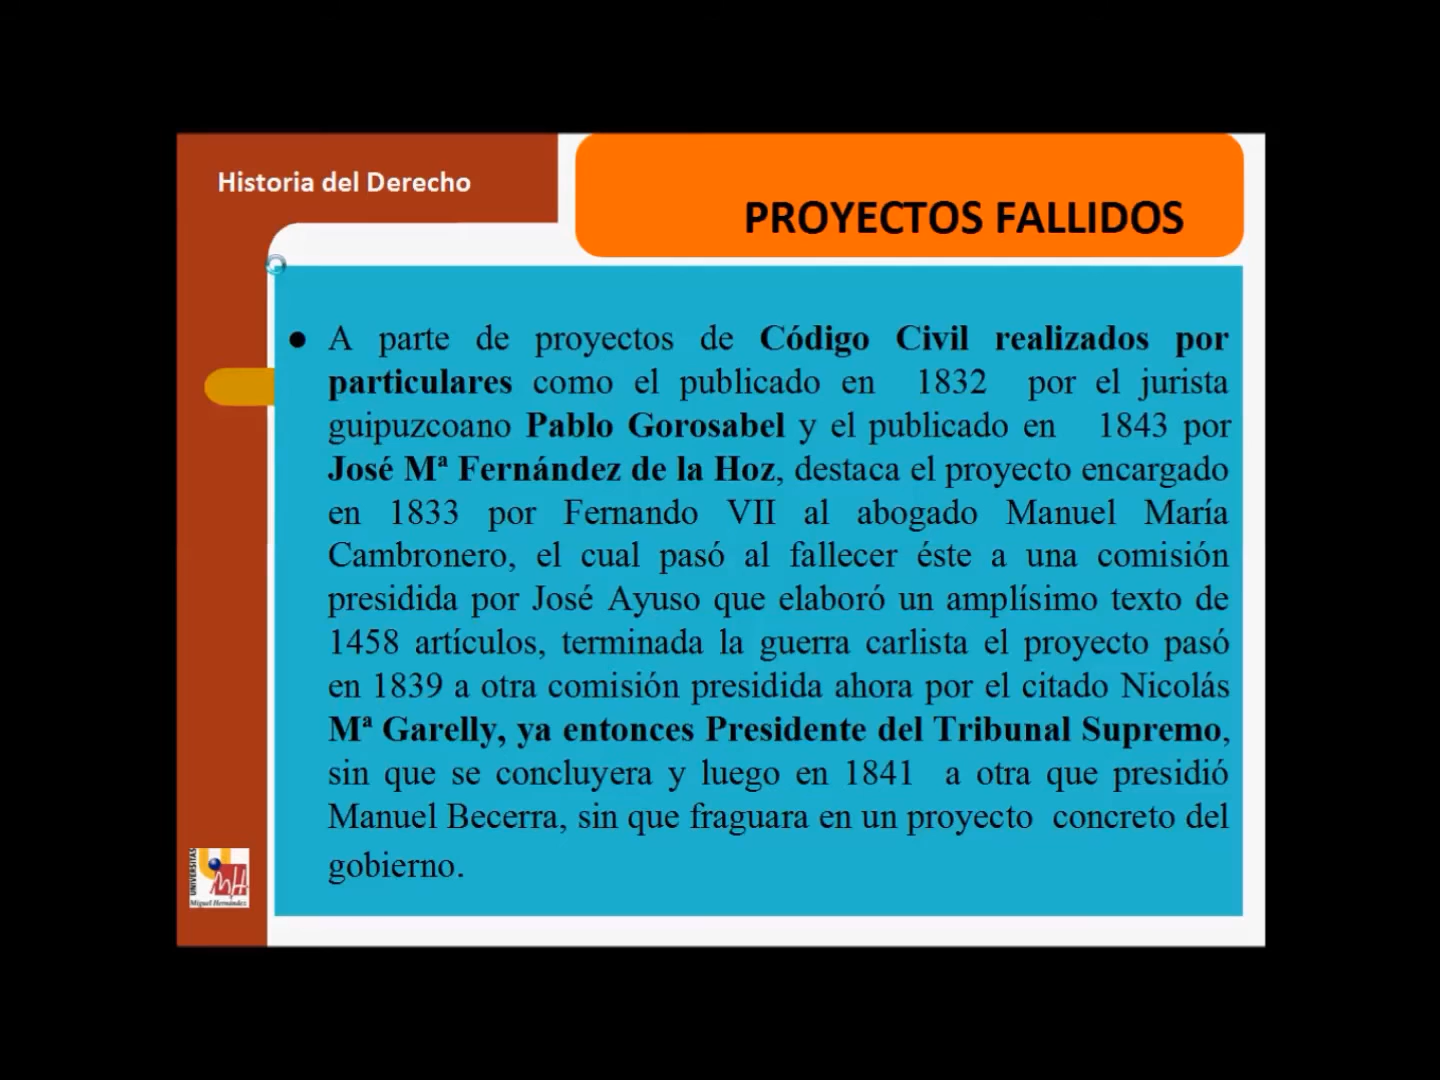 Historia del Derecho
PROYECTOS FALLIDOS
● A parte de proyectos de Código Civil realizados por
particulares como el publicado en 1832 por el jurista
guipuzcoano Pablo Gorosabel y el publicado en 1843 por
José Mª Fernández de la Hoz, destaca el proyecto encargado
en 1833 por Fernando VII al abogado Manuel María
Cambronero, el cual pasó al fallecer éste a una comisión
presidida por José Ayuso que elaboró un amplísimo texto de
1458 artículos, terminada la guerra carlista el proyecto pasó
en 1839 a otra comisión presidida ahora por el citado Nicolás
Mª Garelly, ya entonces Presidente del Tribunal Supremo,
sin que se concluyera y luego en 1841 a otra que presidió
Manuel Becerra, sin que fraguara en un proyecto concreto del
gobierno.
UNIVERSITAS
Miguel Hernández